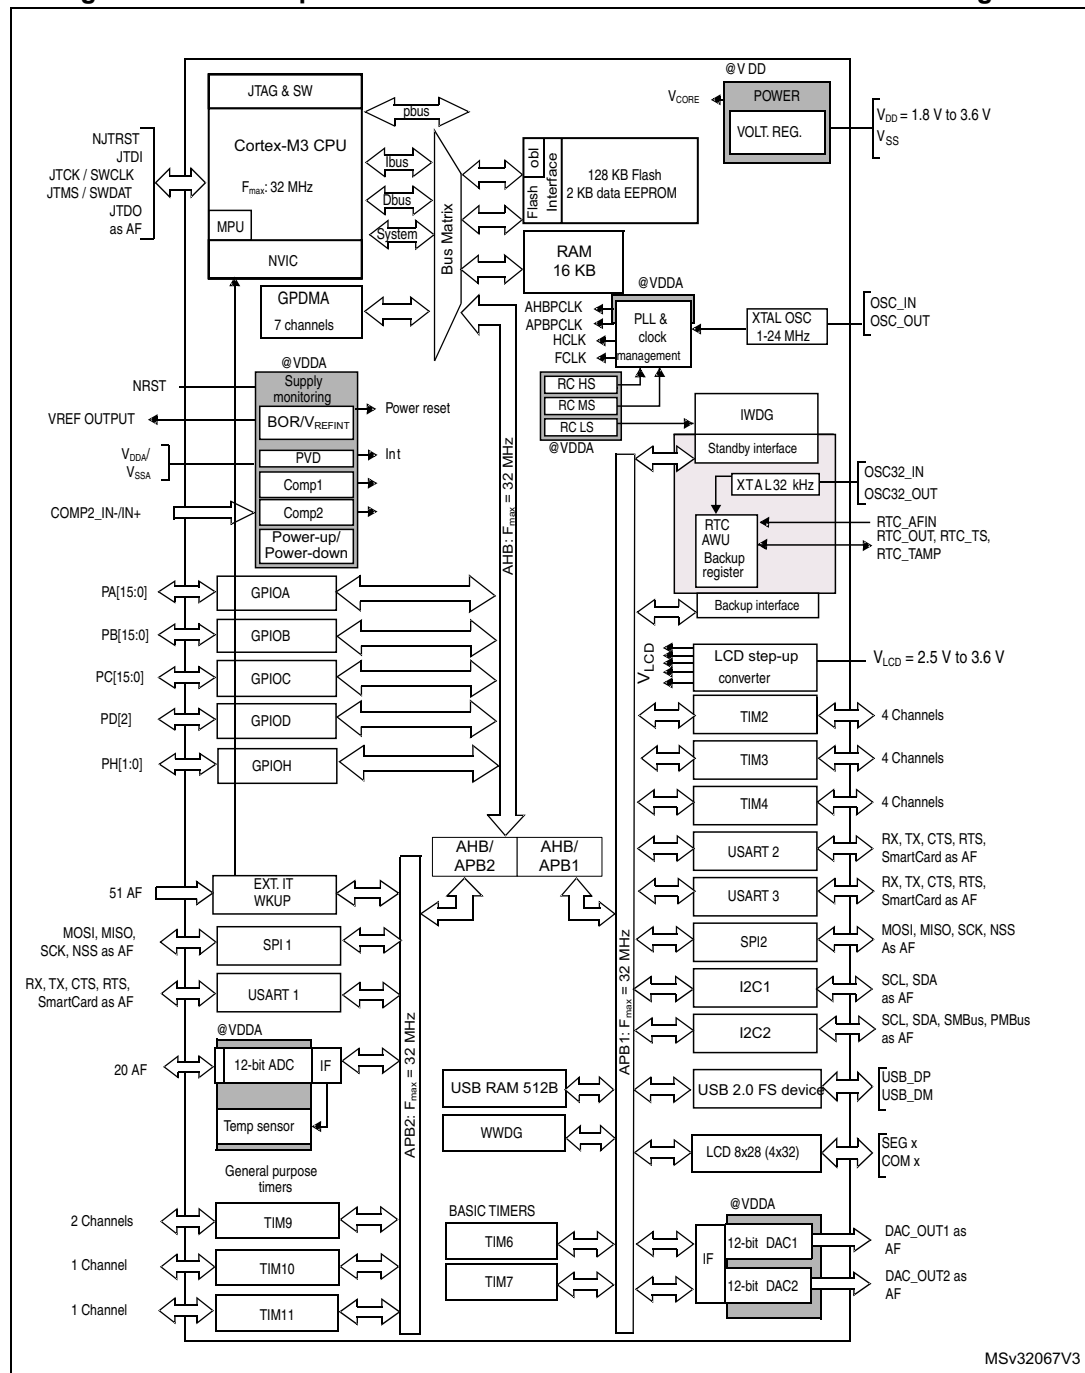 @V DD
JTAG & SW
POWER
VCORE
VOLT. REG.
VDD = 1.8 V to 3.6 V
VSS
pbus
NJTRST
JTDI
JTCK / SWCLK
JTMS / SWDAT
JTDO
as AF
Cortex-M3 CPU
Fmax: 32 MHz
MPU
NVIC
Ibus
Dbus
System
Bus Matrix
Flash obl
Interface
128 KB Flash
2 KB data EEPROM
RAM
16 KB
GPDMA
7 channels
@VDDA
AHBPCLK
APBPCLK
HCLK
FCLK
PLL &
clock
management
XTAL OSC
1-24 MHz
OSC_IN
OSC_OUT
@VDDA
NRST
Supply
monitoring
VREF OUTPUT
BOR/VREFINT
Power reset
VDDA/
VSSA
PVD
Int
Comp1
COMP2_IN-/IN+
Comp2
Power-up/
Power-down
RC HS
RC MS
RC LS
@VDDA
IWDG
Standby interface
XTAL32 kHz
OSC32_IN
OSC32_OUT
RTC
AWU
Backup
register
RTC_AFIN
RTC_OUT, RTC_TS,
RTC_TAMP
Backup interface
AHB: Fmax = 32 MHz
PA[15:0]
GPIOA
PB[15:0]
GPIOB
PC[15:0]
GPIOC
PD[2]
GPIOD
PH[1:0]
GPIOH
VLCD
LCD step-up
converter
VLCD = 2.5 V to 3.6 V
TIM2
4 Channels
TIM3
4 Channels
TIM4
4 Channels
AHB/
APB2
AHB/
APB1
USART 2
RX, TX, CTS, RTS,
SmartCard as AF
51 AF
EXT. IT
WKUP
USART 3
RX, TX, CTS, RTS,
SmartCard as AF
MOSI, MISO,
SCK, NSS as AF
SPI 1
SPI2
MOSI, MISO, SCK, NSS
As AF
RX, TX, CTS, RTS,
SmartCard as AF
USART 1
I2C1
SCL, SDA
as AF
I2C2
SCL, SDA, SMBus, PMBus
as AF
APB2: Fmax = 32 MHz
APB1: Fmax = 32 MHz
@VDDA
20 AF
12-bit ADC
IF
Temp sensor
USB RAM 512B
USB 2.0 FS device
USB_DP
USB_DM
WWDG
LCD 8x28 (4x32)
SEG x
COM x
General purpose
timers
2 Channels
TIM9
1 Channel
TIM10
1 Channel
TIM11
BASIC TIMERS
TIM6
TIM7
@VDDA
IF
12-bit DAC1
DAC_OUT1 as
AF
12-bit DAC2
DAC_OUT2 as
AF
MSv32067V3